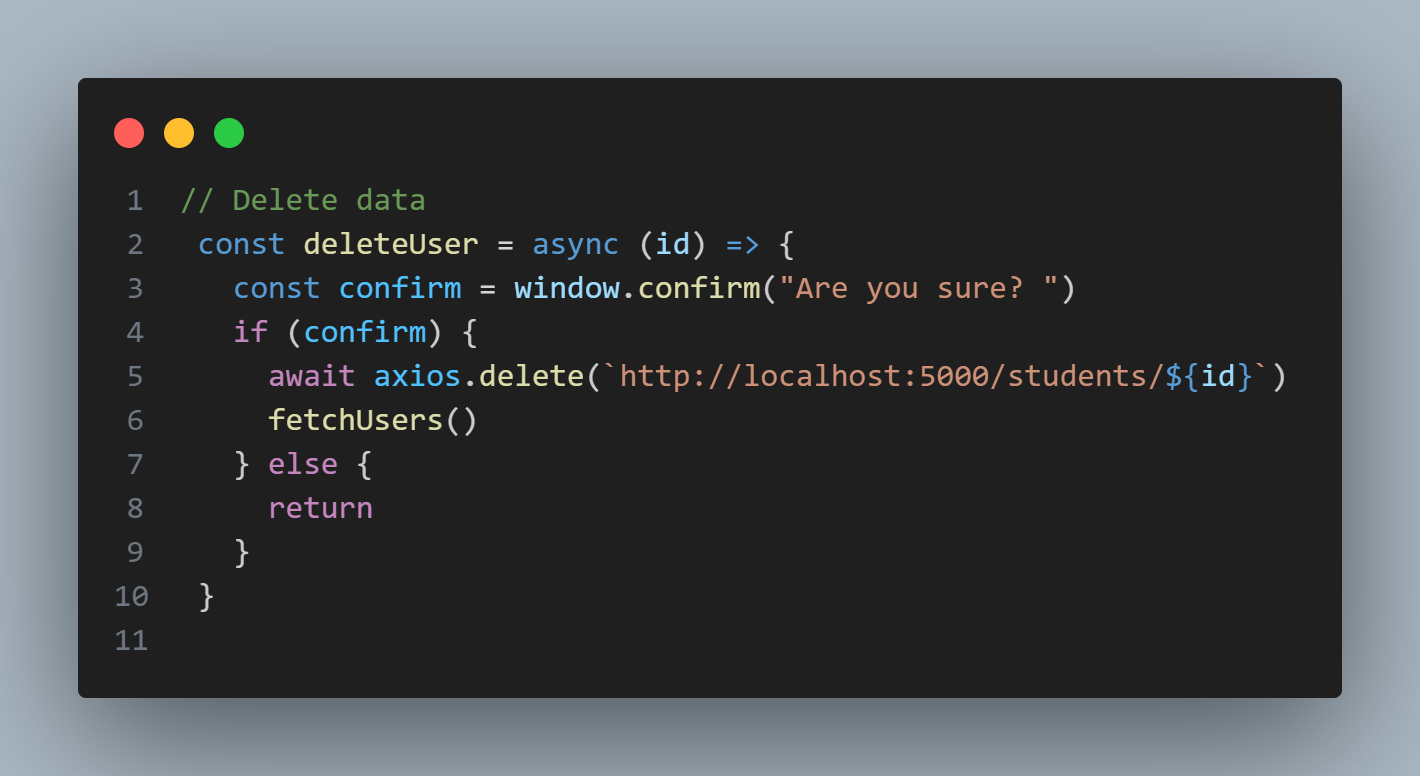 1 // Delete data
2 const deleteUser = async (id) => {
3 const confirm = window.confirm("Are you sure? ")
4 if (confirm) {
5 await axios.delete(`http://localhost:5000/students/${id}`)
6 fetchUsers()
7 } else {
8 return
9 }
10 }
11